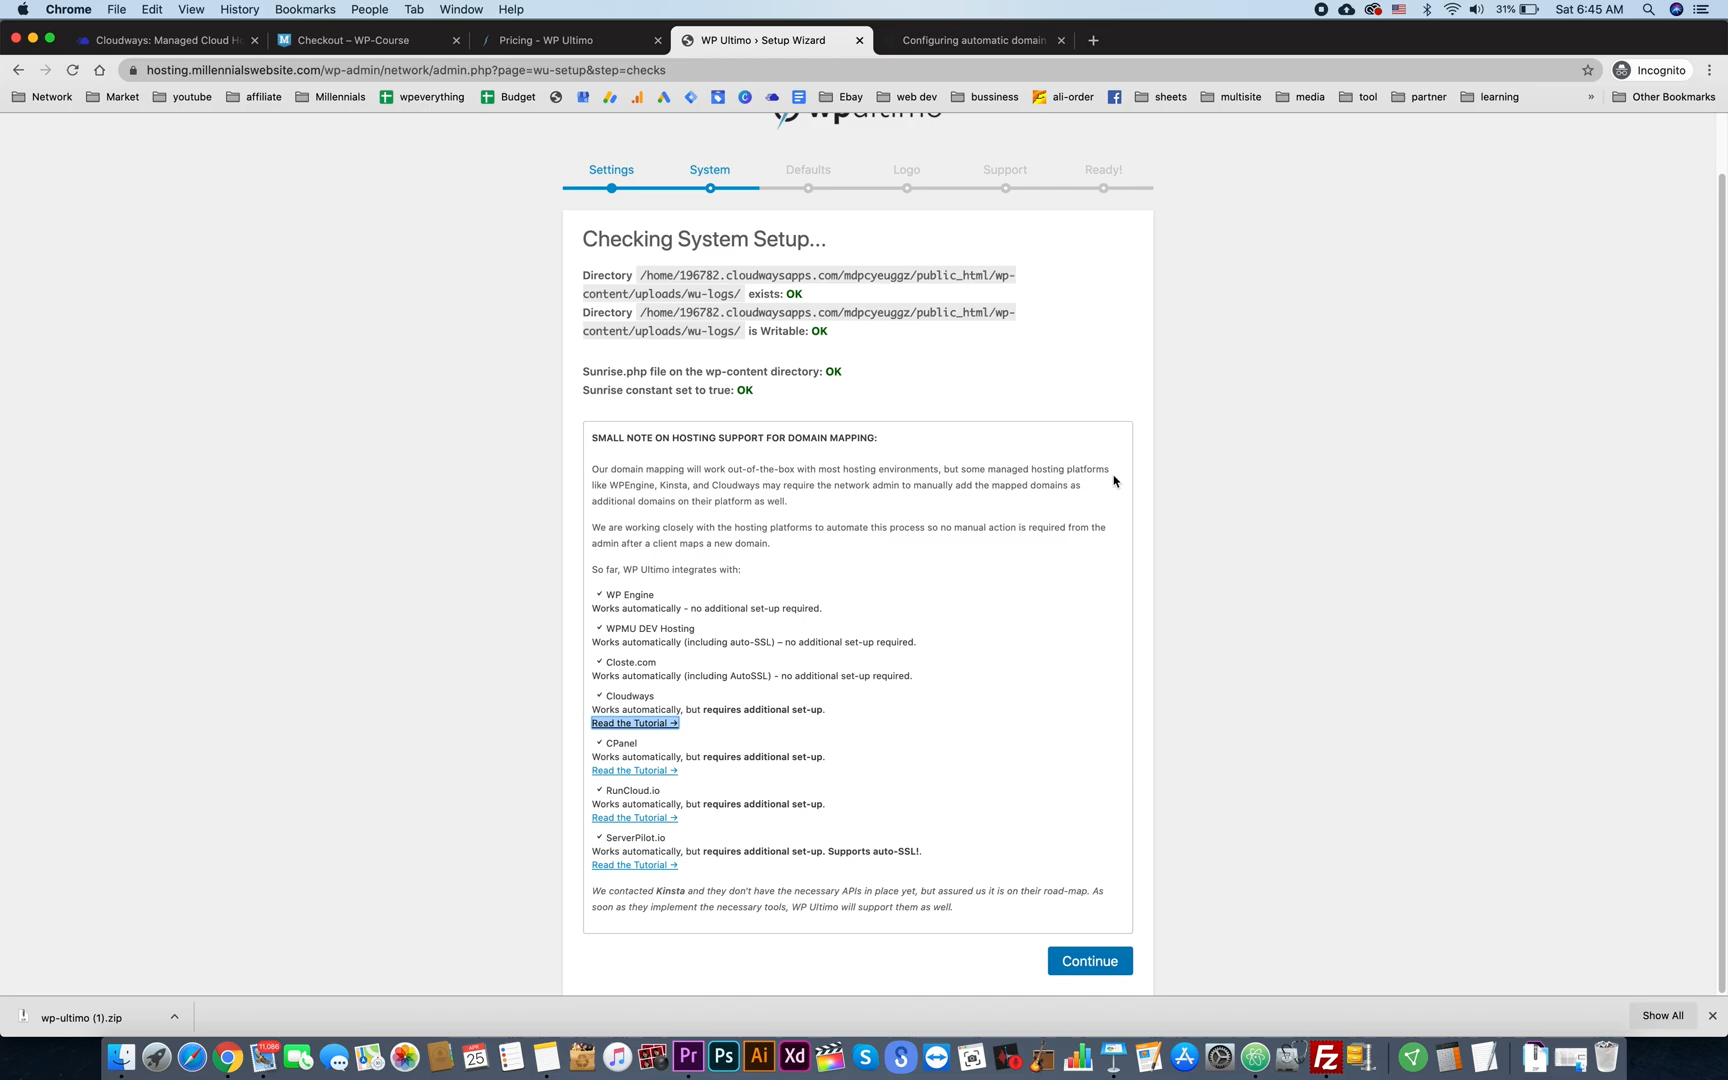 Chrome File Edit View History Bookmarks People Tab Window Help 31% Sat 6:45 AM
Cloudways: Managed Cloud H Checkout – WP-Course Pricing - WP Ultimo WP Ultimo › Setup Wizard Configuring automatic domain
hosting.millennialswebsite.com/wp-admin/network/admin.php?page=wu-setup&step=checks Incognito
Network Market youtube affiliate Millennials wpeverything Budget Ebay web dev bussiness ali-order sheets multisite media tool partner learning » Other Bookmarks
wpultimo
Settings System Defaults Logo Support Ready!
Checking System Setup...
Directory /home/196782.cloudwaysapps.com/mdpcyeuggz/public_html/wp-
content/uploads/wu-logs/ exists: OK
Directory /home/196782.cloudwaysapps.com/mdpcyeuggz/public_html/wp-
content/uploads/wu-logs/ is Writable: OK
Sunrise.php file on the wp-content directory: OK
Sunrise constant set to true: OK
SMALL NOTE ON HOSTING SUPPORT FOR DOMAIN MAPPING:
Our domain mapping will work out-of-the-box with most hosting environments, but some managed hosting platforms
like WPEngine, Kinsta, and Cloudways may require the network admin to manually add the mapped domains as
additional domains on their platform as well.
We are working closely with the hosting platforms to automate this process so no manual action is required from the
admin after a client maps a new domain.
So far, WP Ultimo integrates with:
✓ WP Engine
Works automatically - no additional set-up required.
✓ WPMU DEV Hosting
Works automatically (including auto-SSL) – no additional set-up required.
✓ Closte.com
Works automatically (including AutoSSL) - no additional set-up required.
✓ Cloudways
Works automatically, but requires additional set-up.
Read the Tutorial →
✓ CPanel
Works automatically, but requires additional set-up.
Read the Tutorial →
✓ RunCloud.io
Works automatically, but requires additional set-up.
Read the Tutorial →
✓ ServerPilot.io
Works automatically, but requires additional set-up. Supports auto-SSL!.
Read the Tutorial →
We contacted Kinsta and they don't have the necessary APIs in place yet, but assured us it is on their road-map. As
soon as they implement the necessary tools, WP Ultimo will support them as well.
Continue
wp-ultimo (1).zip Show All
11,086 APR 25 Pr Ps Ai Xd S S Fz ZIP